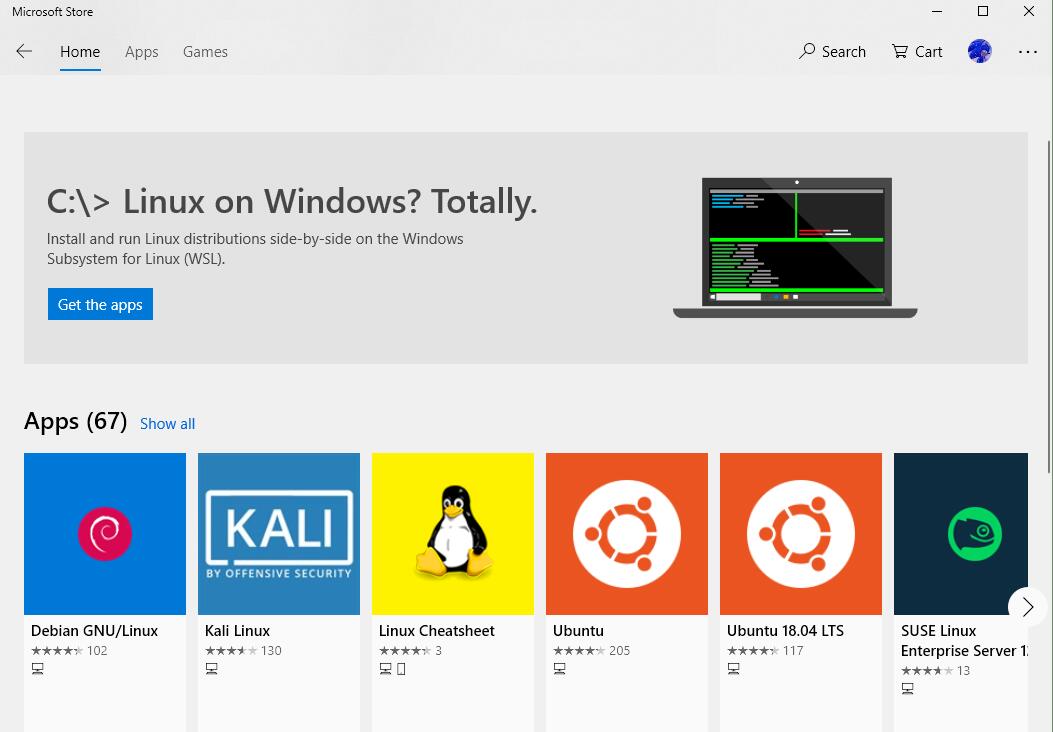 Microsoft Store
Home Apps Games Search Cart
C:\> Linux on Windows? Totally.
Install and run Linux distributions side-by-side on the Windows
Subsystem for Linux (WSL).
Get the apps
Apps (67) Show all
KALI
BY OFFENSIVE SECURITY
Debian GNU/Linux
102
Kali Linux
130
Linux Cheatsheet
3
Ubuntu
205
Ubuntu 18.04 LTS
117
SUSE Linux
Enterprise Server
13